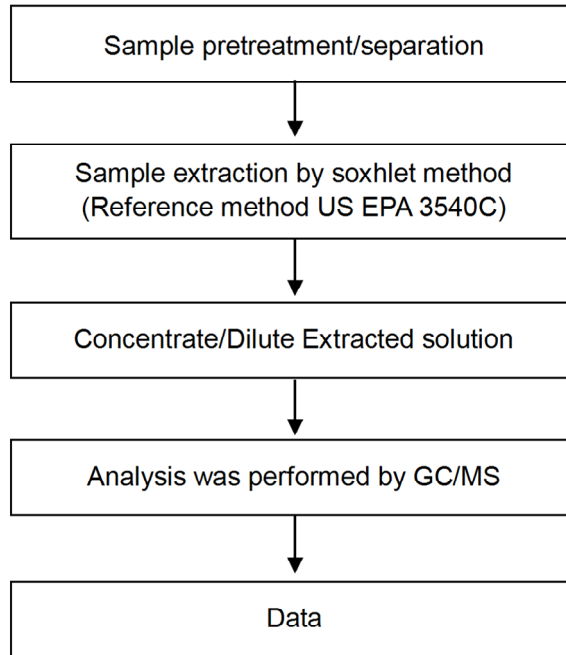 Sample pretreatment/separation
Sample extraction by soxhlet method
(Reference method US EPA 3540C)
Concentrate/Dilute Extracted solution
Analysis was performed by GC/MS
Data